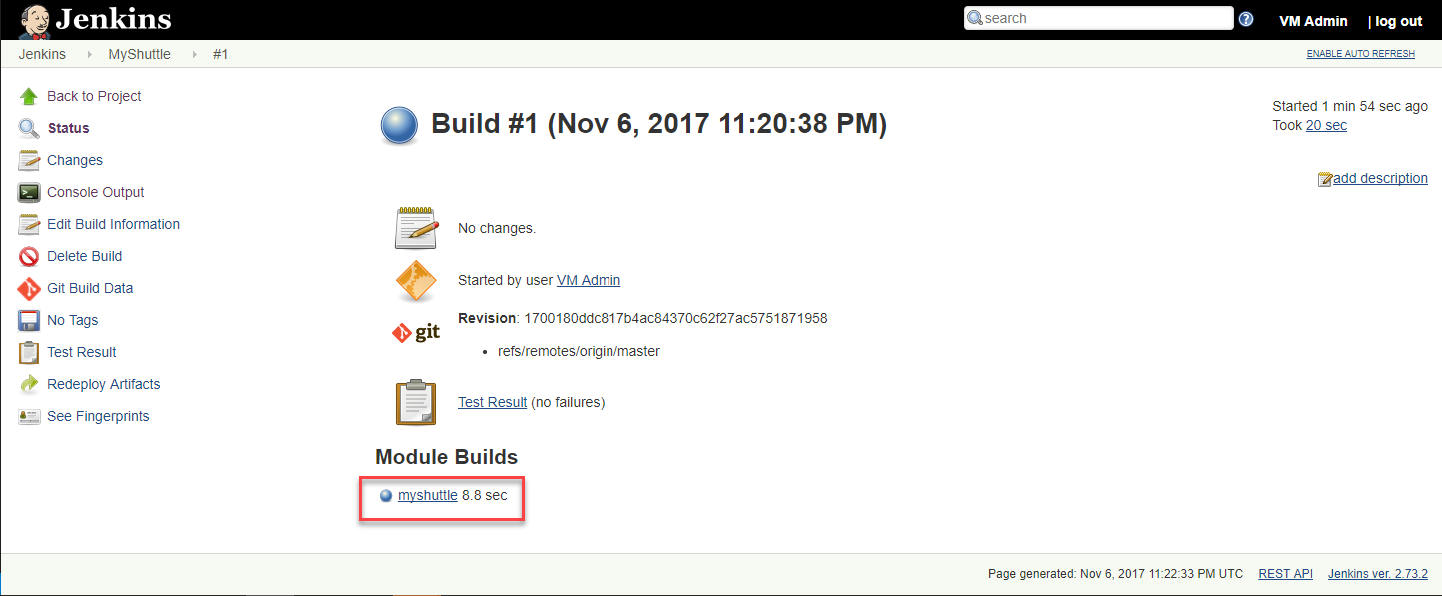 Jenkins
search
VM Admin
| log out
Jenkins
MyShuttle
#1
ENABLE AUTO REFRESH
Back to Project
Status
Changes
Console Output
Edit Build Information
Delete Build
Git Build Data
No Tags
Test Result
Redeploy Artifacts
See Fingerprints
Build #1 (Nov 6, 2017 11:20:38 PM)
Started 1 min 54 sec ago
Took 20 sec
add description
No changes.
Started by user VM Admin
git
Revision: 1700180ddc817b4ac84370c62f27ac5751871958
• refs/remotes/origin/master
Test Result (no failures)
Module Builds
myshuttle 8.8 sec
Page generated: Nov 6, 2017 11:22:33 PM UTC REST API Jenkins ver. 2.73.2